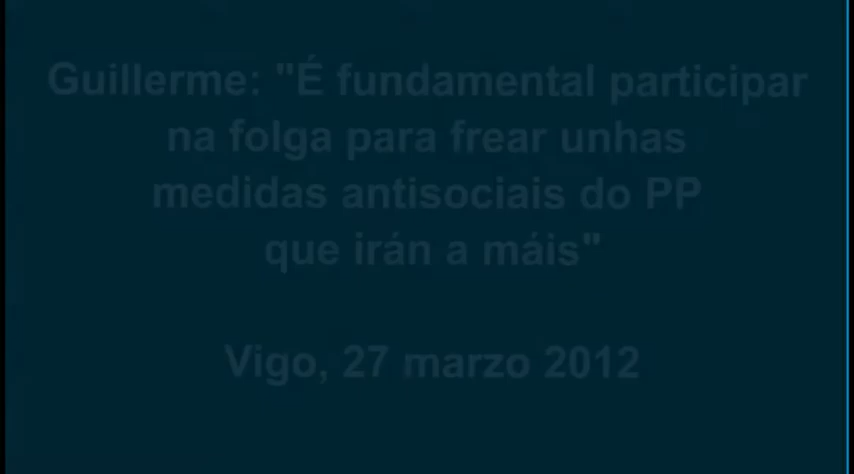 Guillerme: "É fundamental participar
na folga para frear unhas
medidas antisociais do PP
que irán a máis"
Vigo, 27 marzo 2012